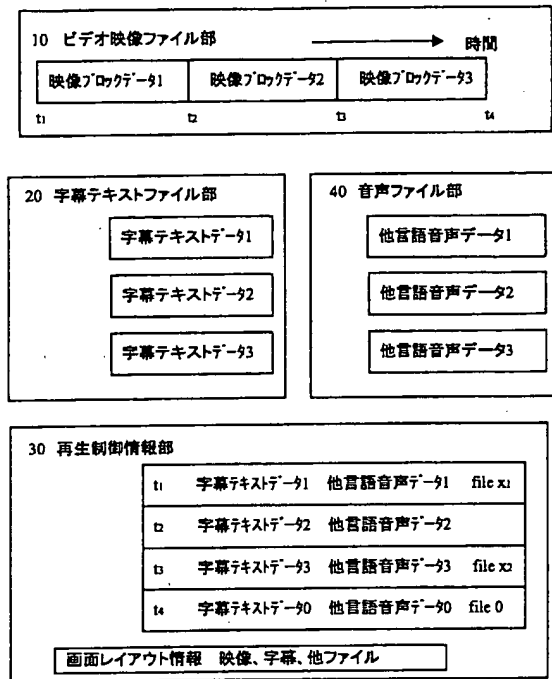 10 ビデオ映像ファイル部
時間
映像ブロックデータ1 映像ブロックデータ2 映像ブロックデータ3
t1 t2 t3 t4
20 字幕テキストファイル部
字幕テキストデータ1
字幕テキストデータ2
字幕テキストデータ3
40 音声ファイル部
他言語音声データ1
他言語音声データ2
他言語音声データ3
30 再生制御情報部
t1 字幕テキストデータ1 他言語音声データ1 file x1
t2 字幕テキストデータ2 他言語音声データ2
t3 字幕テキストデータ3 他言語音声データ3 file x2
t4 字幕テキストデータ0 他言語音声データ0 file 0
画面レイアウト情報 映像、字幕、他ファイル